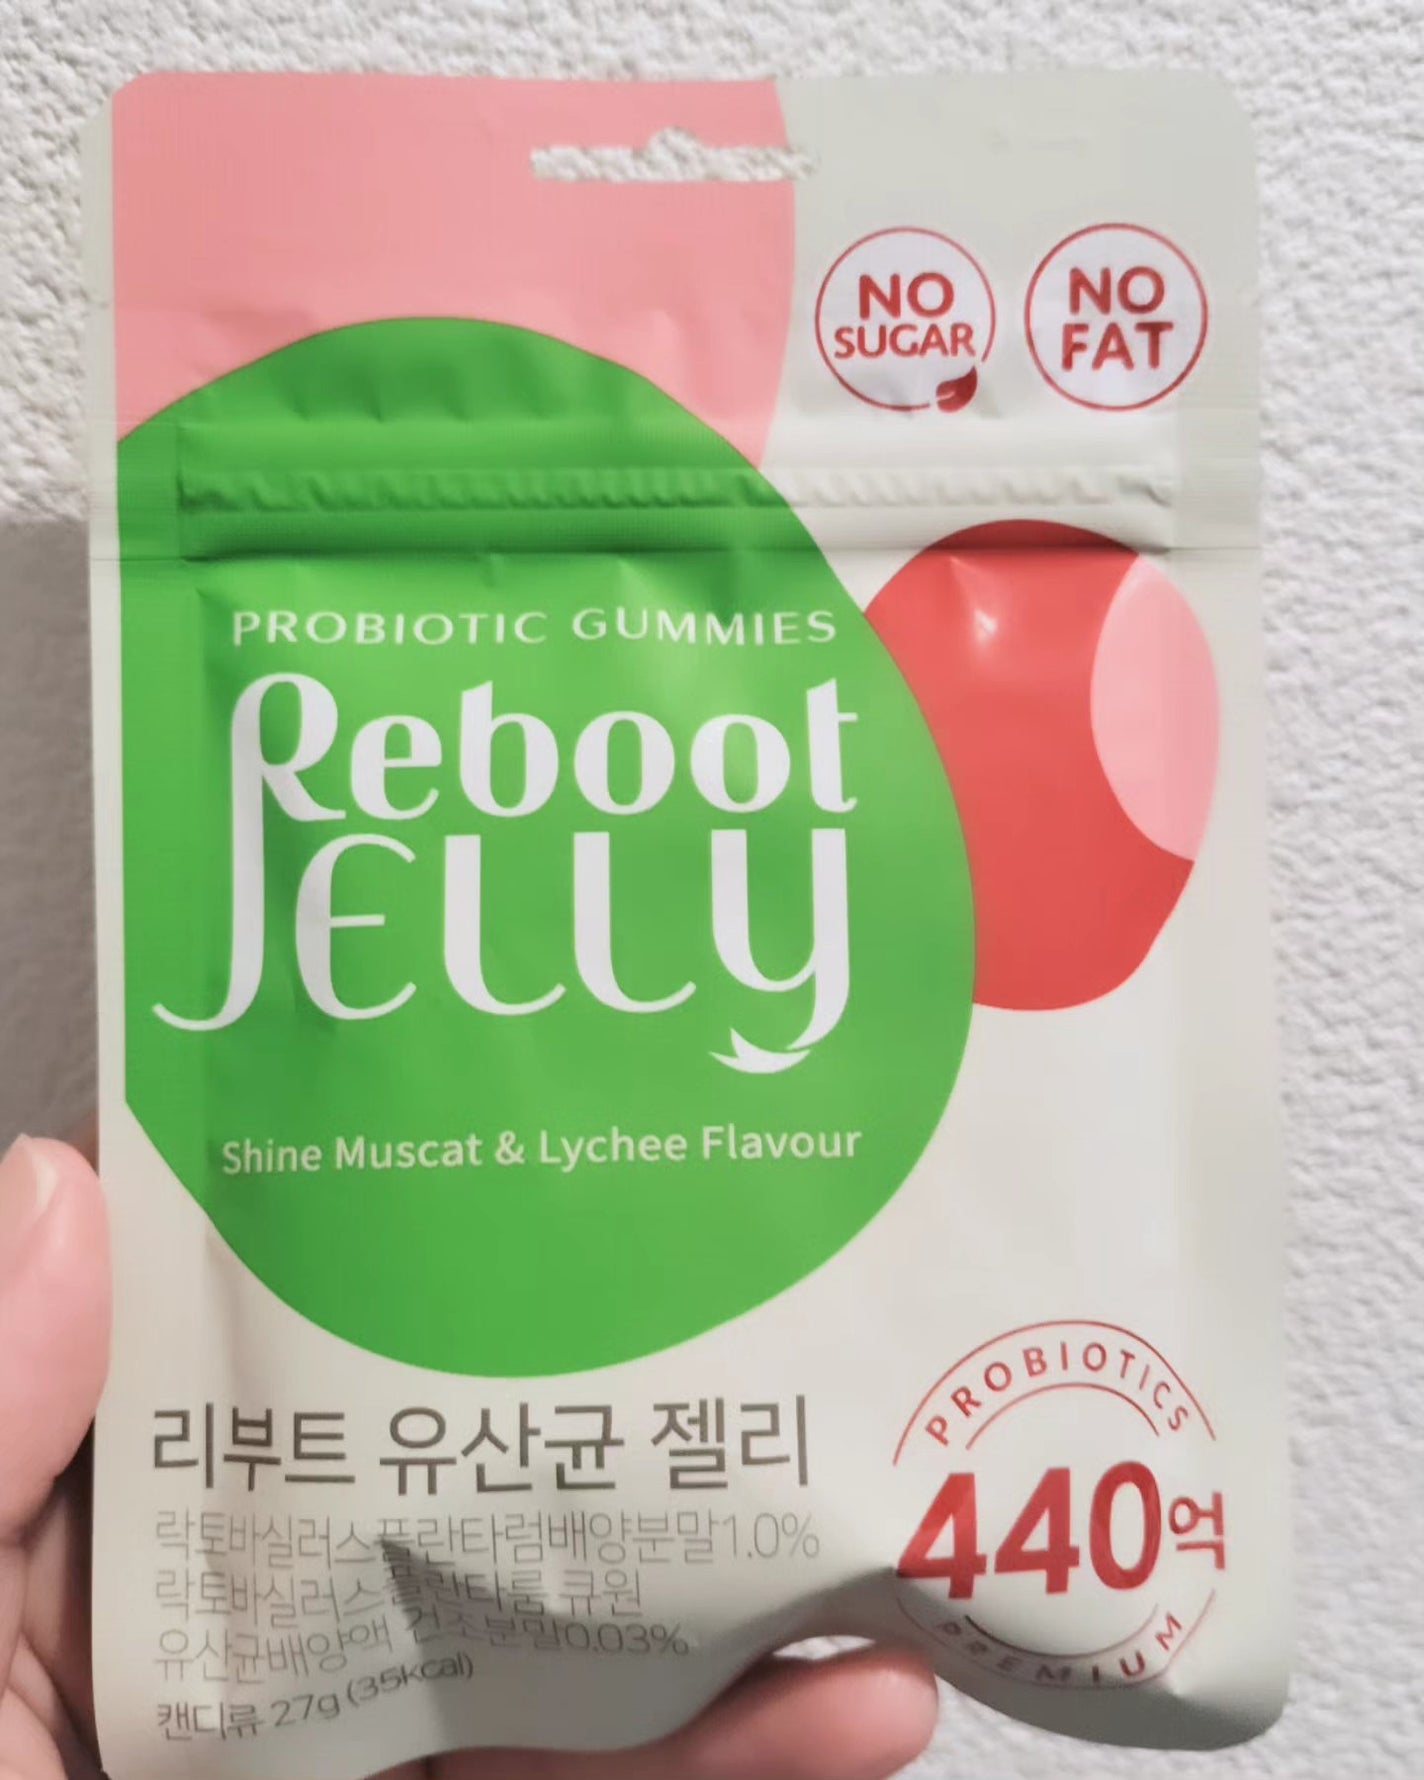 NO
SUGAR
NO
FAT
PROBIOTIC GUMMIES
Reboot
JELLY
Shine Muscat & Lychee Flavour
리부트 유산균 젤리
락토바실러스플란타럼배양분말1.0%
락토바실러스 플란타룸 큐원
유산균배양액 건조분말0.03%
캔디류 27g (35kcal)
PROBIOTICS
440억
PREMIUM